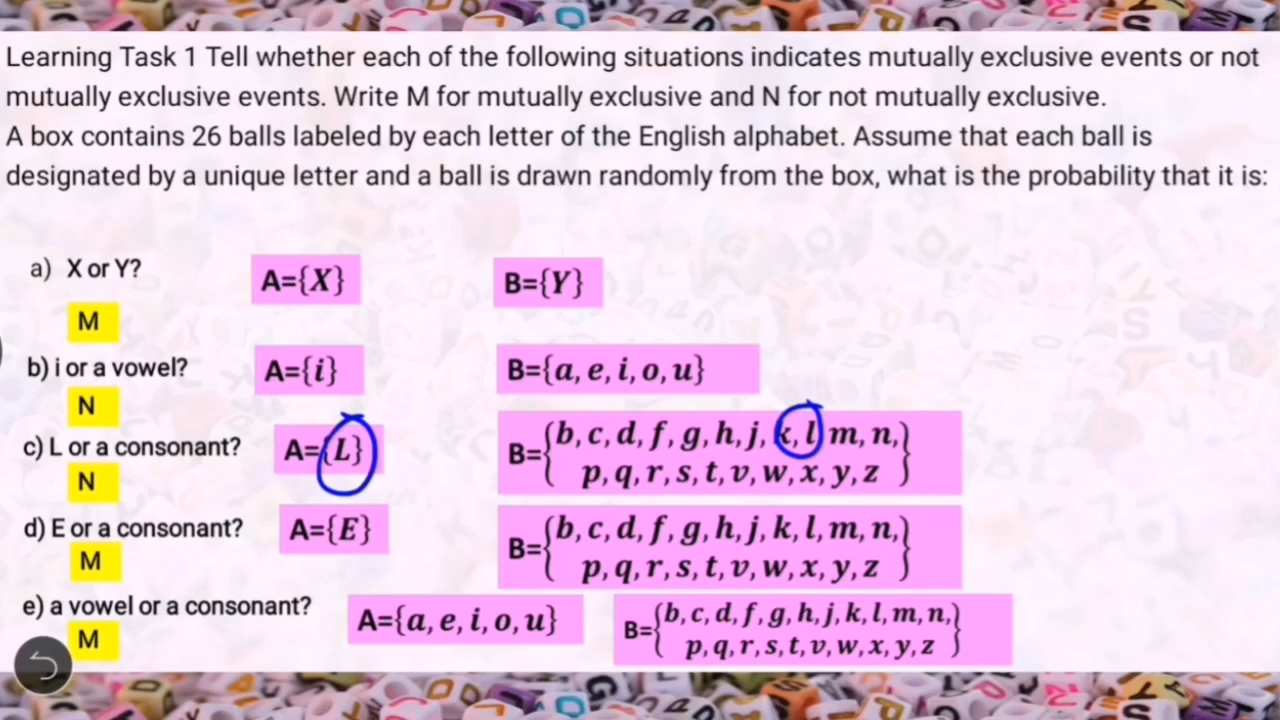 Learning Task 1 Tell whether each of the following situations indicates mutually exclusive events or not
mutually exclusive events. Write M for mutually exclusive and N for not mutually exclusive.
A box contains 26 balls labeled by each letter of the English alphabet. Assume that each ball is
designated by a unique letter and a ball is drawn randomly from the box, what is the probability that it is:
a) X or Y? A={X} B={Y}
M
b) i or a vowel? A={i} B={a, e, i, o, u}
N
c) L or a consonant? A={L} B={b, c, d, f, g, h, j, k, l, m, n,
p, q, r, s, t, v, w, x, y, z}
N
d) E or a consonant? A={E} B={b, c, d, f, g, h, j, k, l, m, n,
p, q, r, s, t, v, w, x, y, z}
M
e) a vowel or a consonant? A={a, e, i, o, u} B={b, c, d, f, g, h, j, k, l, m, n,
p, q, r, s, t, v, w, x, y, z}
M